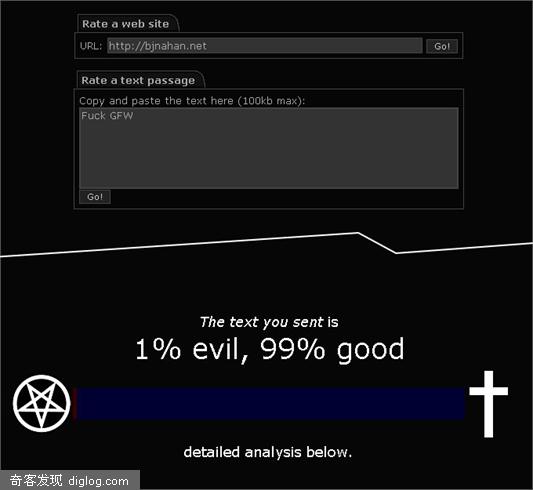 Rate a web site
URL: http://bjnahan.net Go!
Rate a text passage
Copy and paste the text here (100kb max):
Fuck GFW
Go!
The text you sent is
1% evil, 99% good
detailed analysis below.
奇客发现 diglog.com